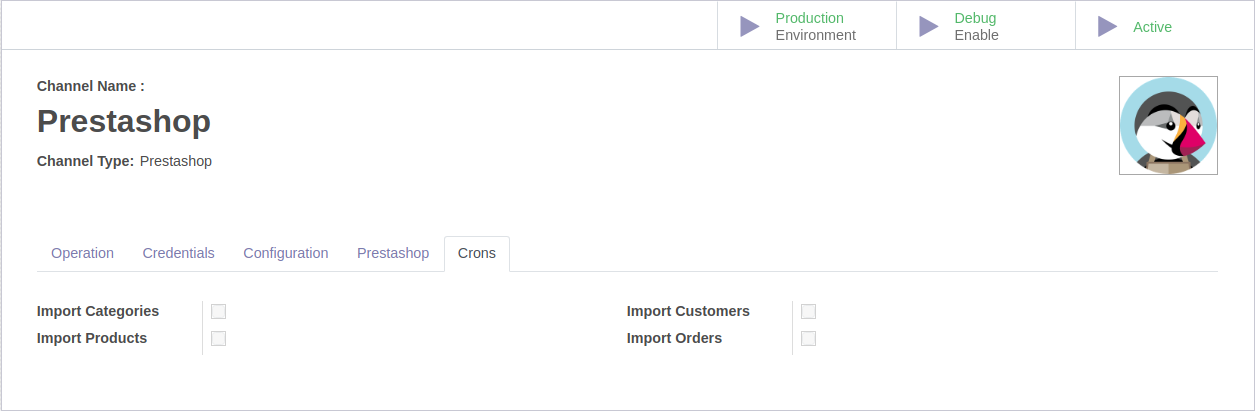 Production
Environment
Debug
Enable
Active
Channel Name :
Prestashop
Channel Type: Prestashop
Operation Credentials Configuration Prestashop Crons
Import Categories
Import Customers
Import Products
Import Orders